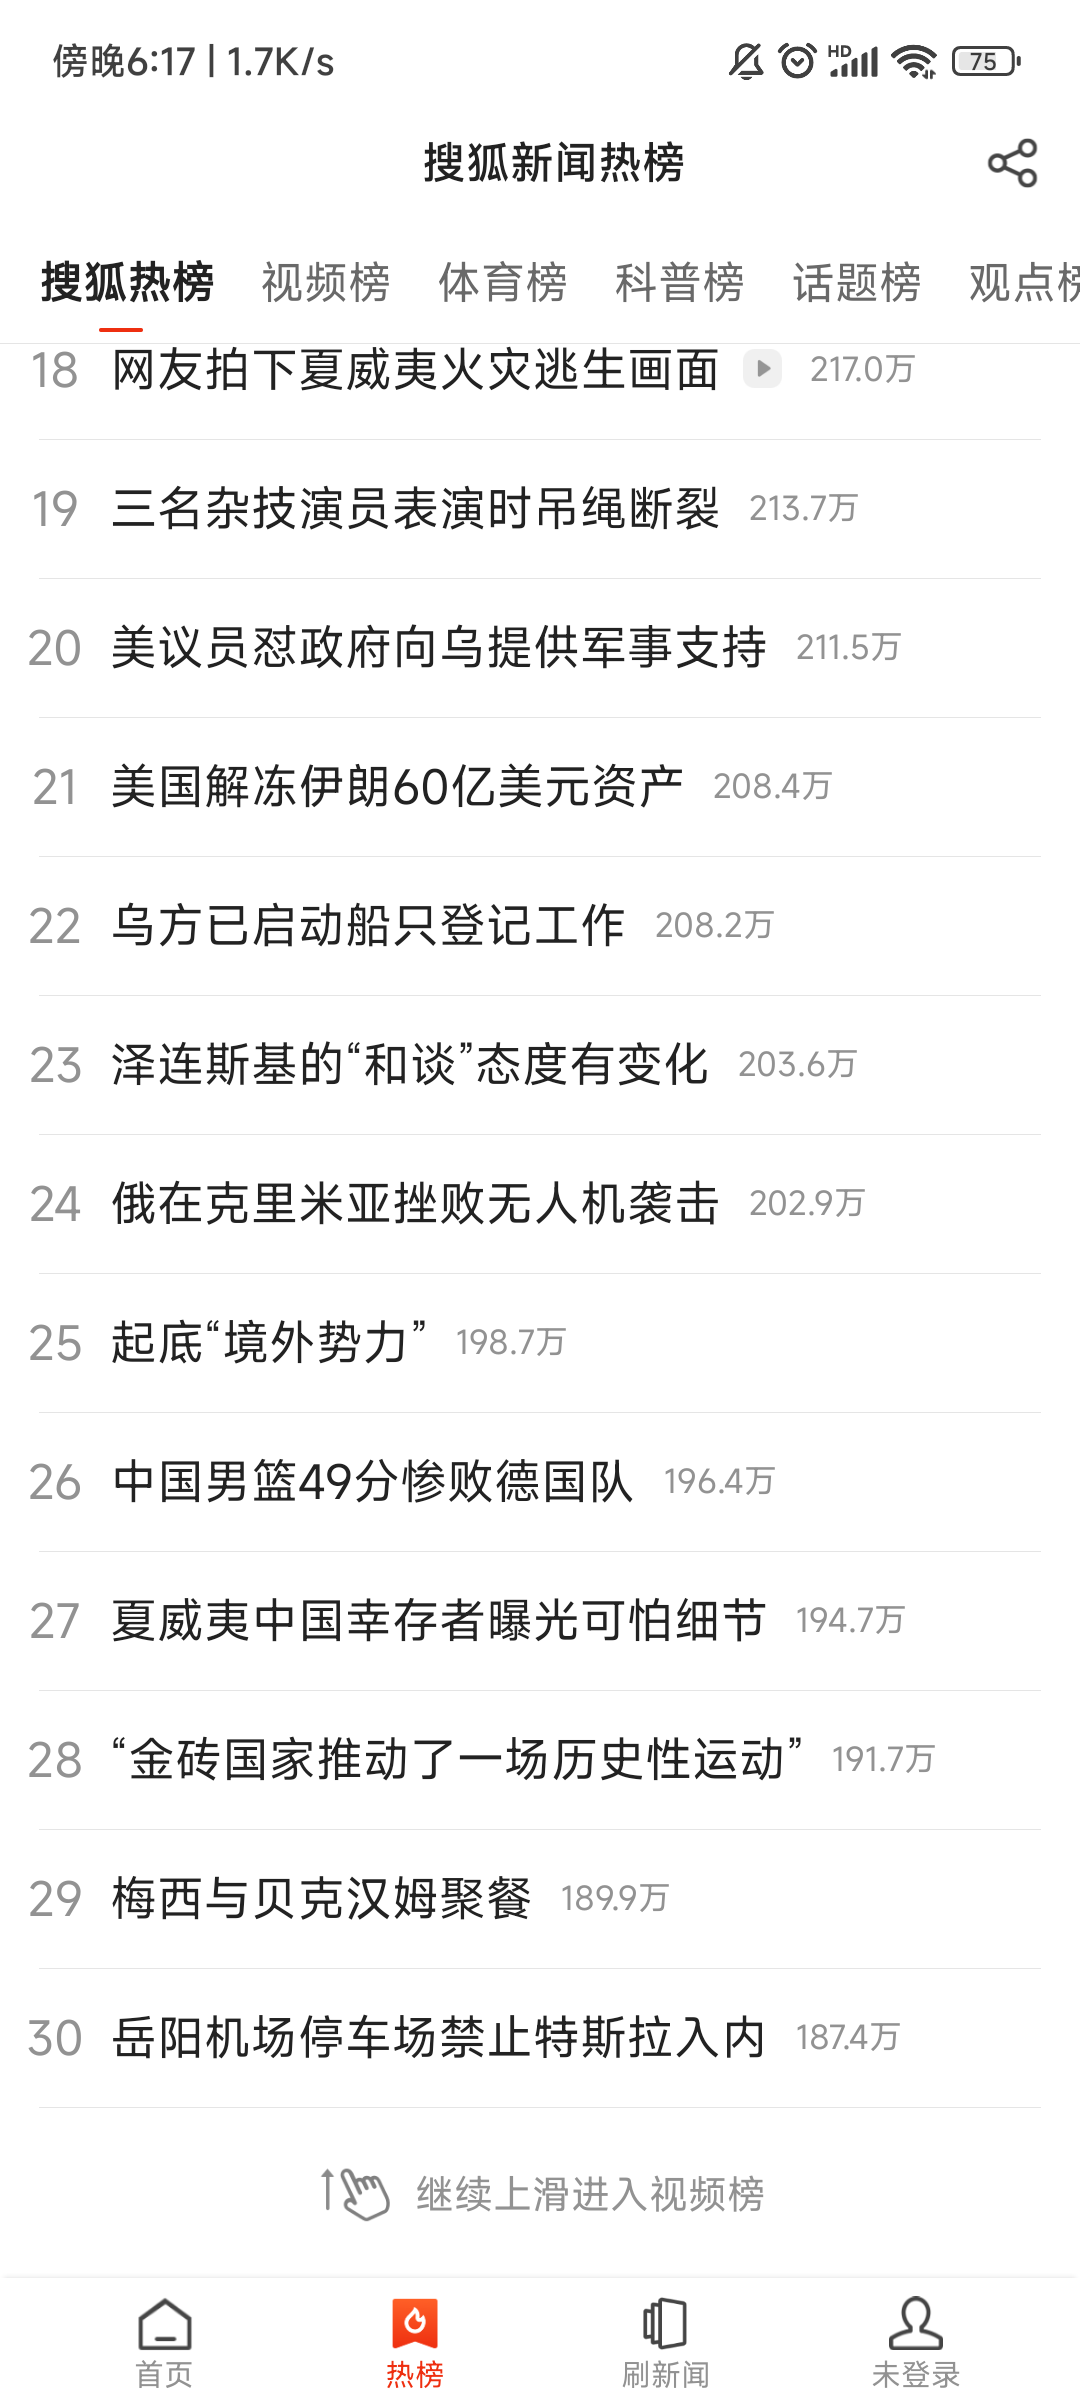 傍晚6:17 | 1.7K/s HD 75
搜狐新闻热榜
搜狐热榜 视频榜 体育榜 科普榜 话题榜 观点榜
18 网友拍下夏威夷火灾逃生画面 217.0万
19 三名杂技演员表演时吊绳断裂 213.7万
20 美议员怼政府向乌提供军事支持 211.5万
21 美国解冻伊朗60亿美元资产 208.4万
22 乌方已启动船只登记工作 208.2万
23 泽连斯基的“和谈”态度有变化 203.6万
24 俄在克里米亚挫败无人机袭击 202.9万
25 起底“境外势力” 198.7万
26 中国男篮49分惨败德国队 196.4万
27 夏威夷中国幸存者曝光可怕细节 194.7万
28 “金砖国家推动了一场历史性运动” 191.7万
29 梅西与贝克汉姆聚餐 189.9万
30 岳阳机场停车场禁止特斯拉入内 187.4万
继续上滑进入视频榜
首页 热榜 刷新闻 未登录